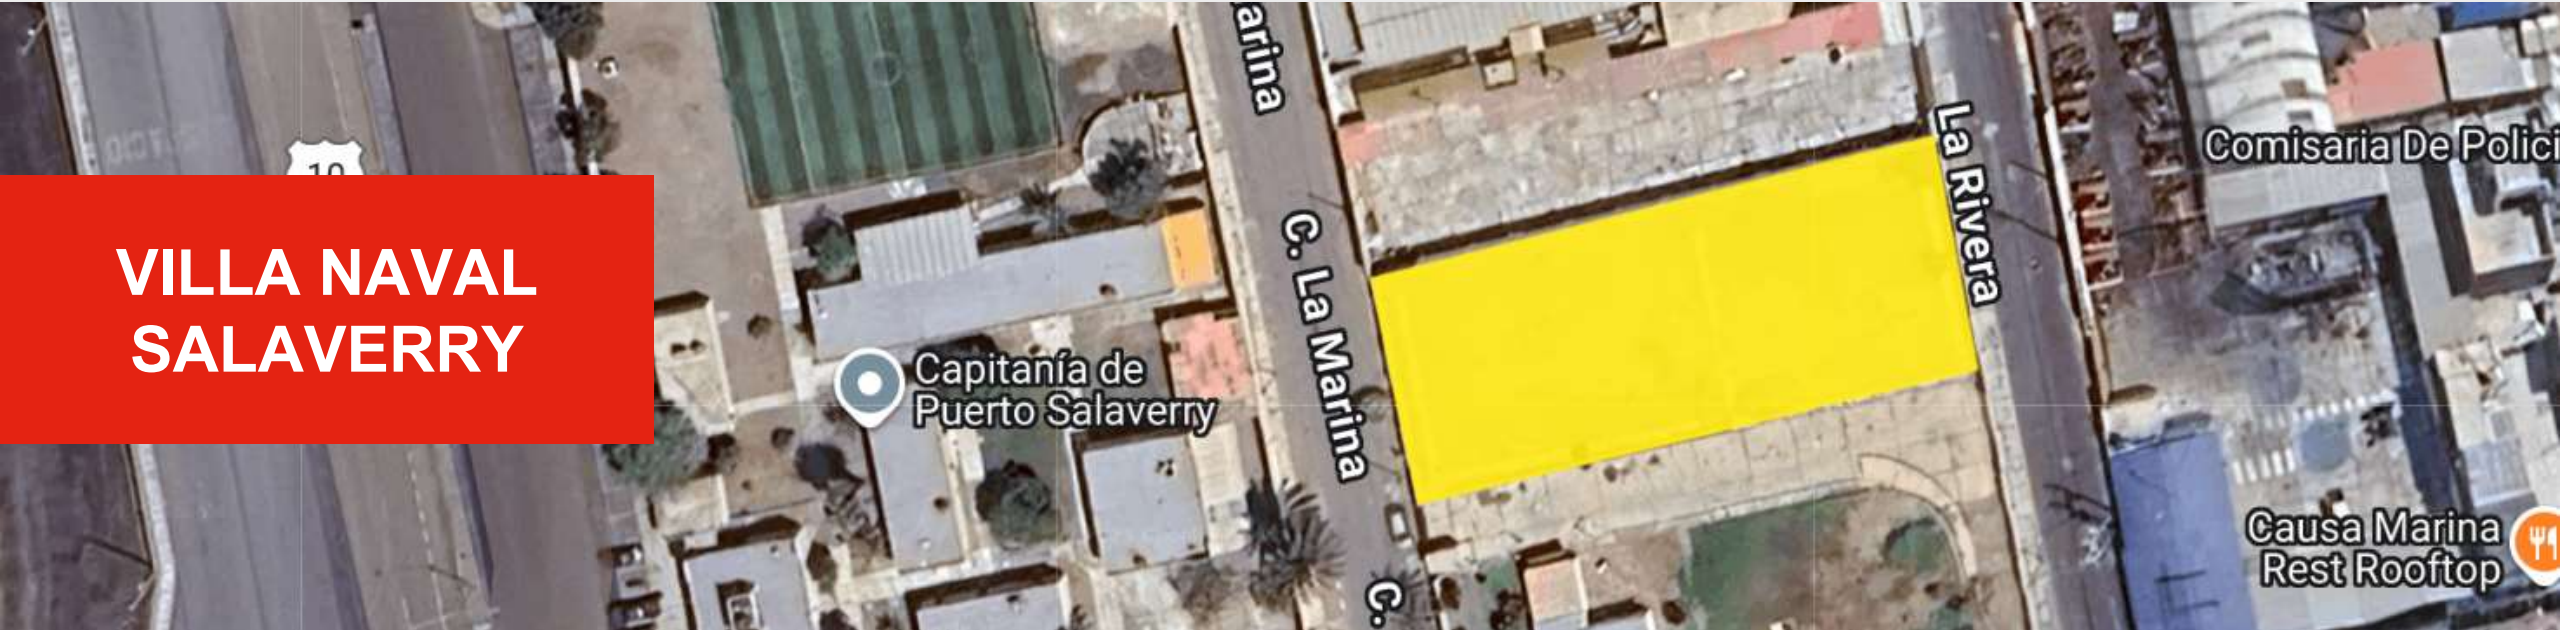 arina
10
La Rivera
Comisaria De Polici
VILLA NAVAL
SALAVERRY
C. La Marina
Capitanía de
Puerto Salaverry
Causa Marina
Rest Rooftop
C.